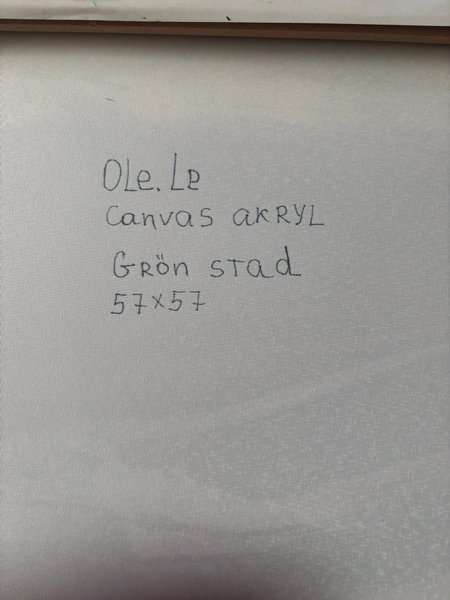 OLe. Le
Canvas AKRYL
GRön STad
57x57